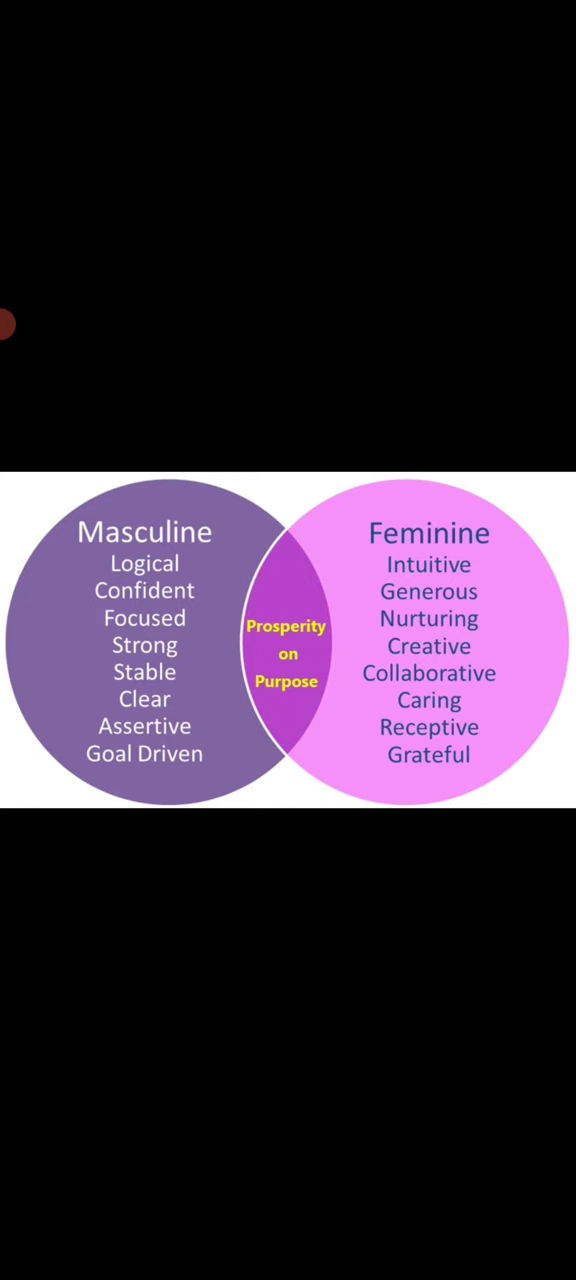 Masculine
Logical
Confident
Focused
Strong
Stable
Clear
Assertive
Goal Driven
Prosperity
on
Purpose
Feminine
Intuitive
Generous
Nurturing
Creative
Collaborative
Caring
Receptive
Grateful